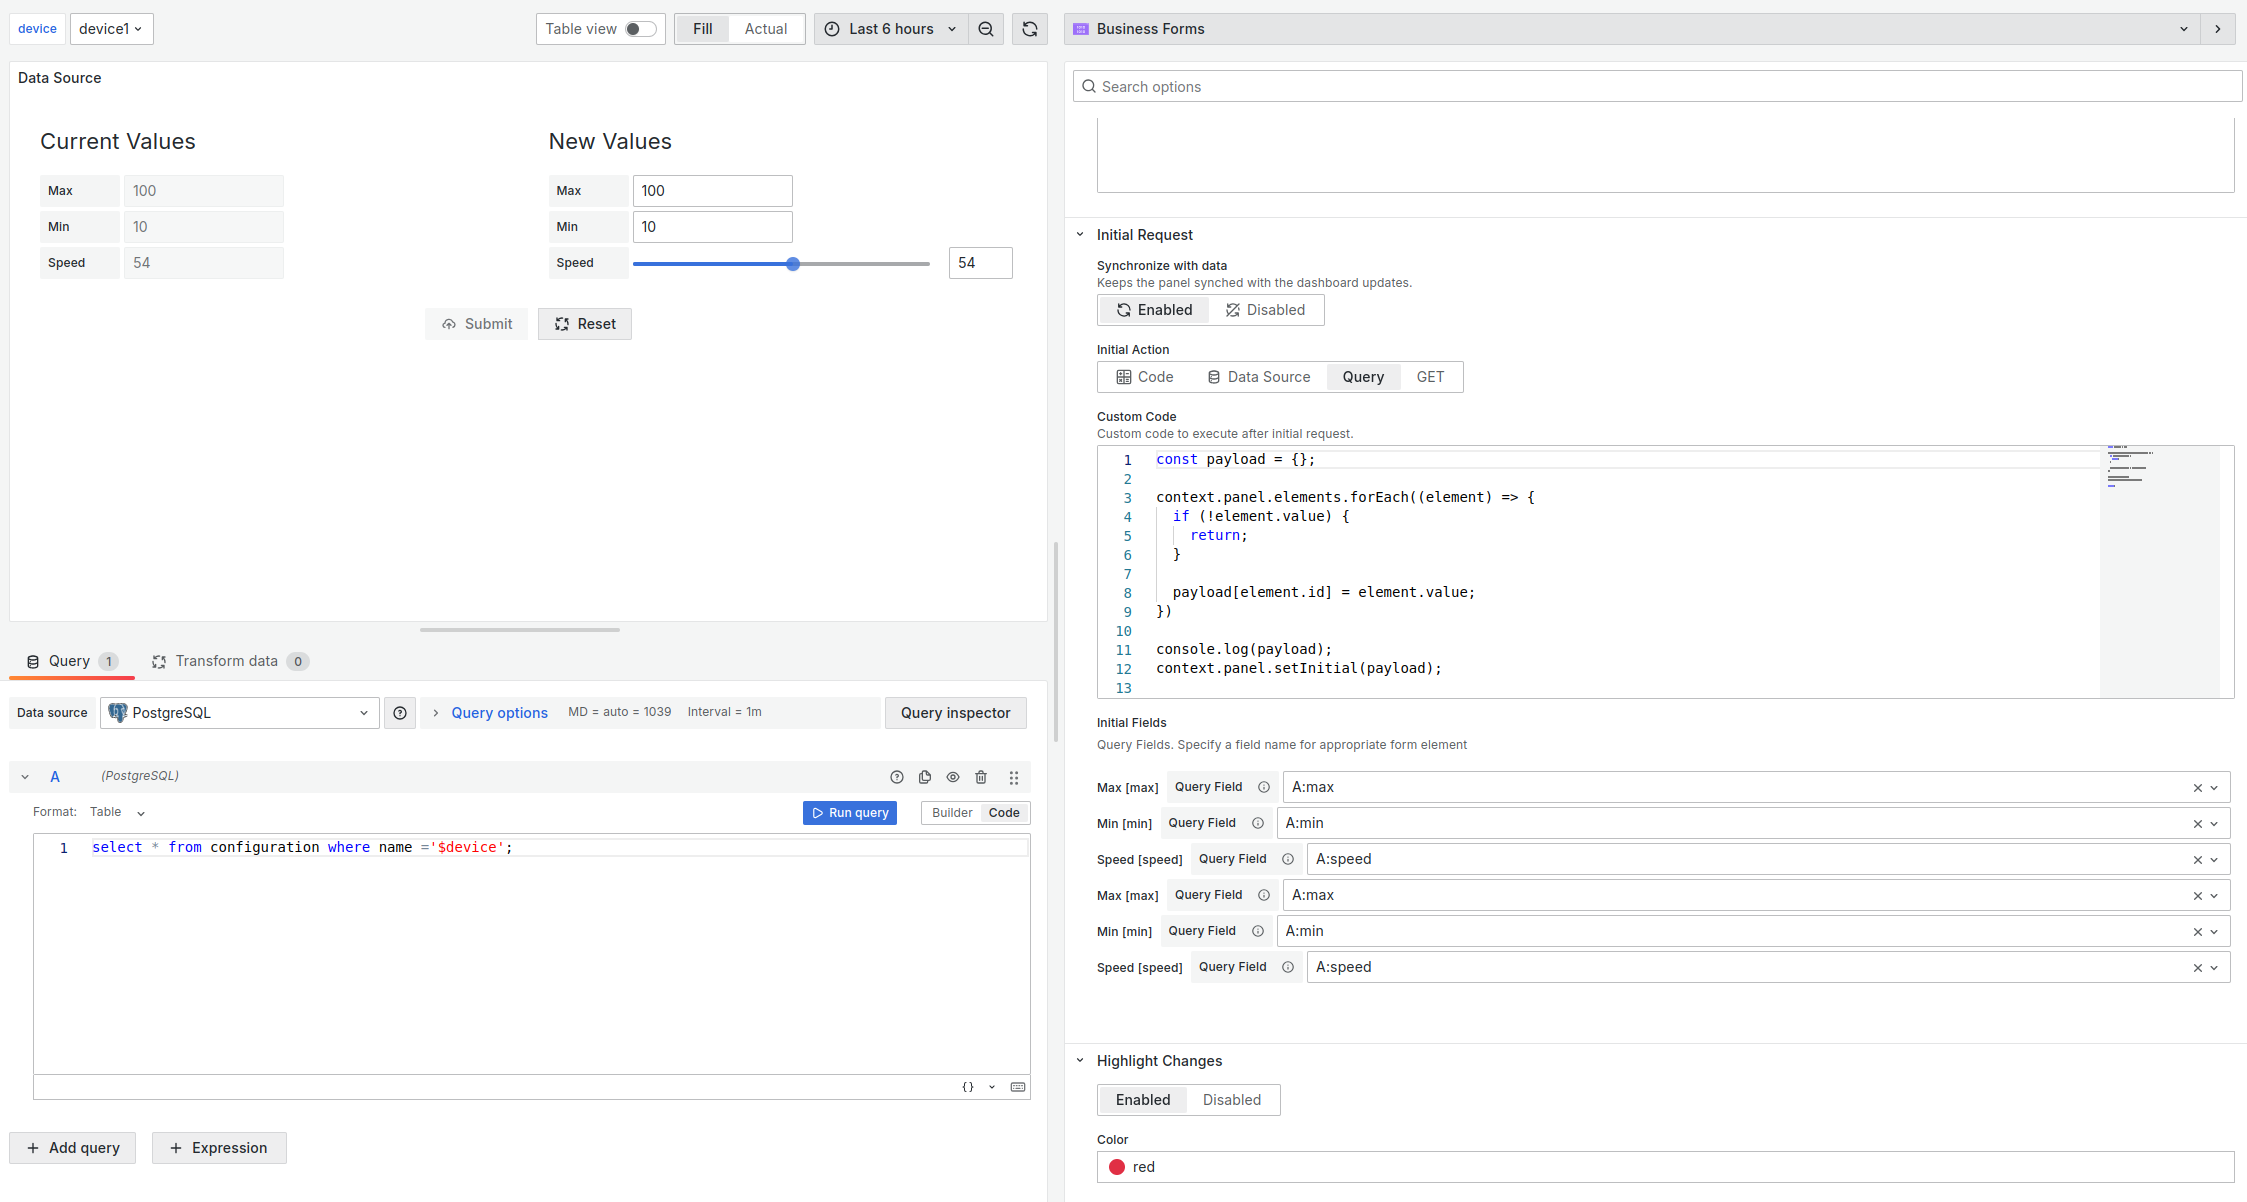 device device1
Table view Fill Actual Last 6 hours
Data Source
Current Values
Max 100
Min 10
Speed 54
New Values
Max 100
Min 10
Speed 54
Submit Reset
Query 1 Transform data 0
Data source PostgreSQL Query options MD = auto = 1039 Interval = 1m Query inspector
A (PostgreSQL)
Format: Table Run query Builder Code
1 select * from configuration where name ='$device';
{}
Add query Expression
Business Forms
Search options
Initial Request
Synchronize with data
Keeps the panel synched with the dashboard updates.
Enabled Disabled
Initial Action
Code Data Source Query GET
Custom Code
Custom code to execute after initial request.
1 const payload = {};
2
3 context.panel.elements.forEach((element) => {
4 if (!element.value) {
5 return;
6 }
7
8 payload[element.id] = element.value;
9 })
10
11 console.log(payload);
12 context.panel.setInitial(payload);
13
Initial Fields
Query Fields. Specify a field name for appropriate form element
Max [max] Query Field A:max
Min [min] Query Field A:min
Speed [speed] Query Field A:speed
Max [max] Query Field A:max
Min [min] Query Field A:min
Speed [speed] Query Field A:speed
Highlight Changes
Enabled Disabled
Color
red